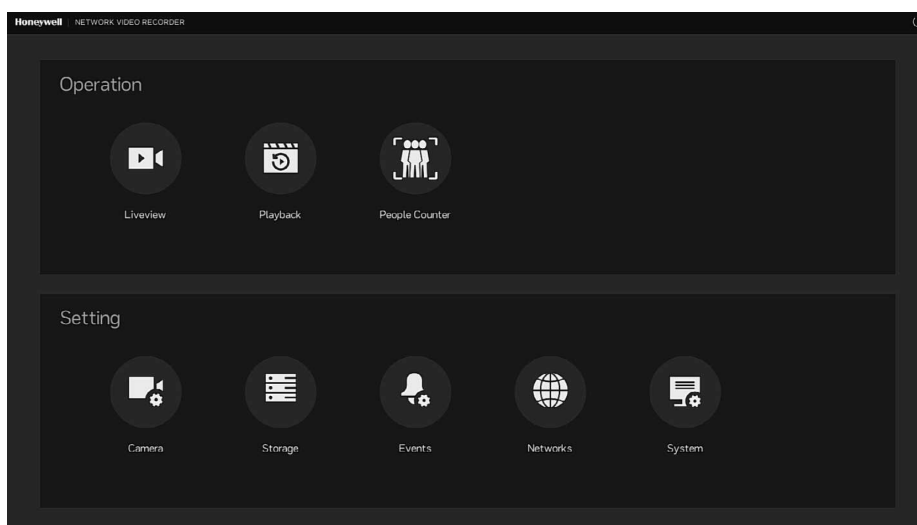 Honeywell | NETWORK VIDEO RECORDER
Operation
Liveview Playback People Counter
Setting
Camera Storage Events Networks System